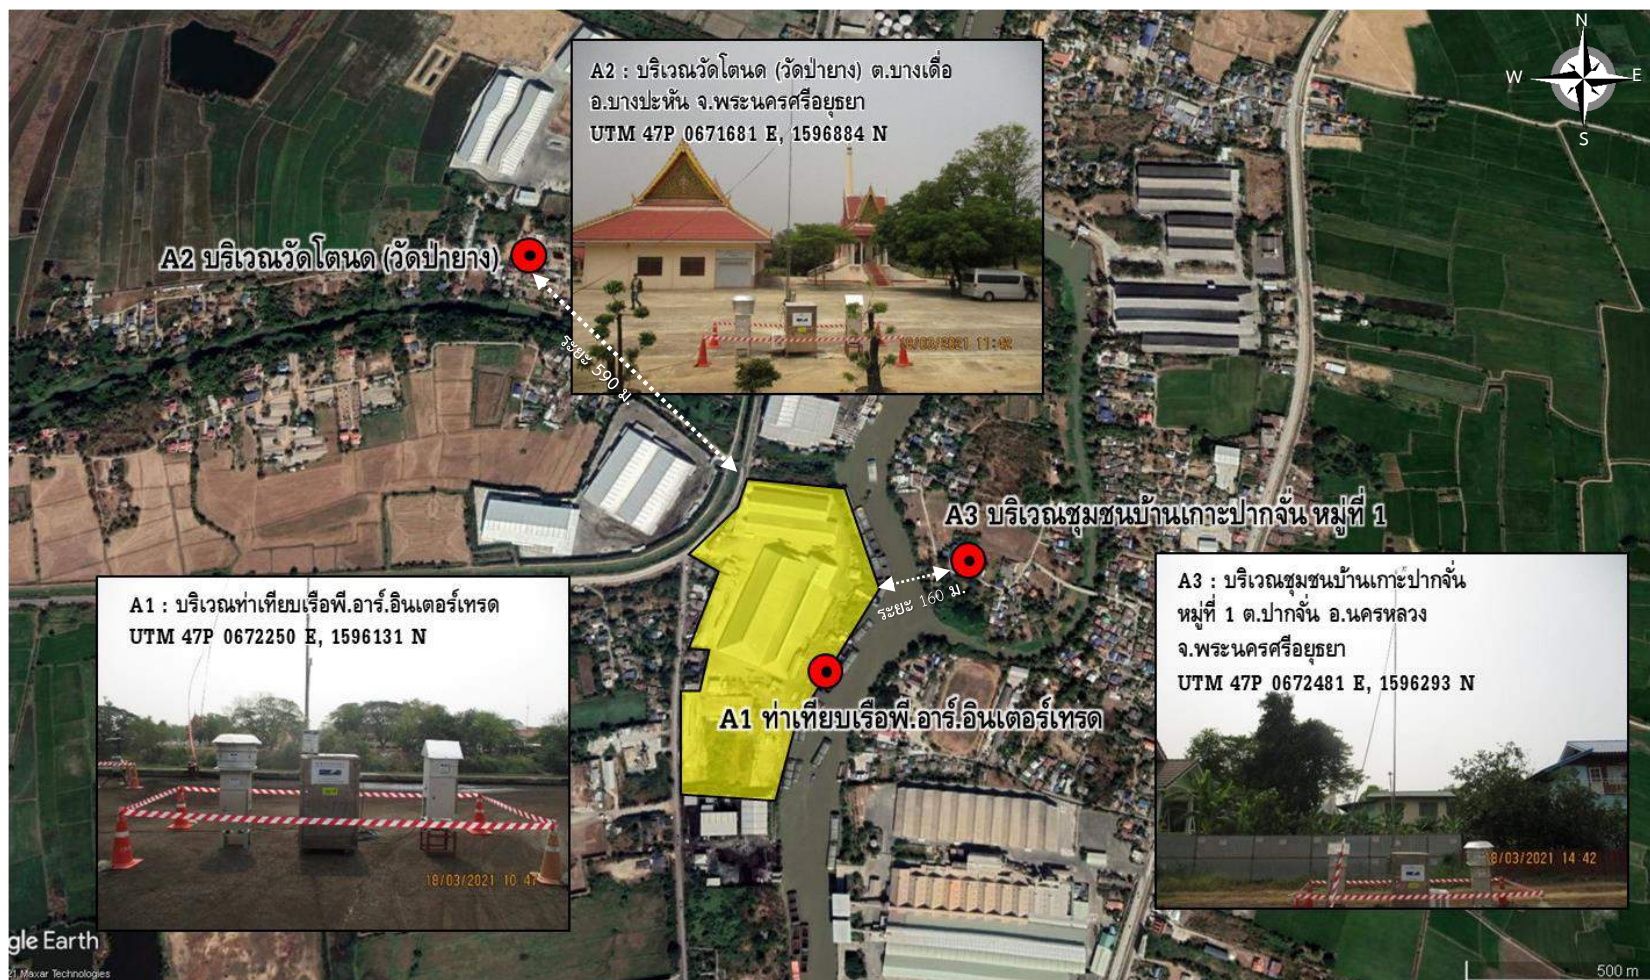 N
W
E
S
A2 : บริเวณวัดโตนด (วัดป่ายาง) ต.บางเดื่อ
อ.บางปะหัน จ.พระนครศรีอยุธยา
UTM 47P 0671681 E, 1596884 N
18/03/2021 11:42
A2 บริเวณวัดโตนด (วัดป่ายาง)
ระยะ 590 ม.
A3 บริเวณชุมชนบ้านเกาะปากจั่น หมู่ที่ 1
ระยะ 160 ม.
A1 : บริเวณท่าเทียบเรือพี.อาร์.อินเตอร์เทรด
UTM 47P 0672250 E, 1596131 N
18/03/2021 10:47
A3 : บริเวณชุมชนบ้านเกาะปากจั่น
หมู่ที่ 1 ต.ปากจั่น อ.นครหลวง
จ.พระนครศรีอยุธยา
UTM 47P 0672481 E, 1596293 N
18/03/2021 14 42
A1 ท่าเทียบเรือพี.อาร์.อินเตอร์เทรด
gle Earth
21 Maxar Technologies
500 m